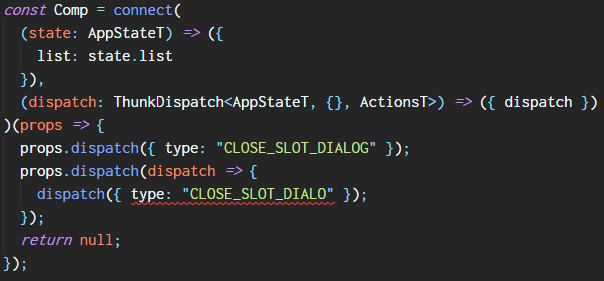 const Comp = connect(
  (state: AppStateT) => ({
    list: state.list
  }),
  (dispatch: ThunkDispatch<AppStateT, {}, ActionsT>) => ({ dispatch })
)(props => {
  props.dispatch({ type: "CLOSE_SLOT_DIALOG" });
  props.dispatch(dispatch => {
    dispatch({ type: "CLOSE_SLOT_DIALO" });
  });
  return null;
});